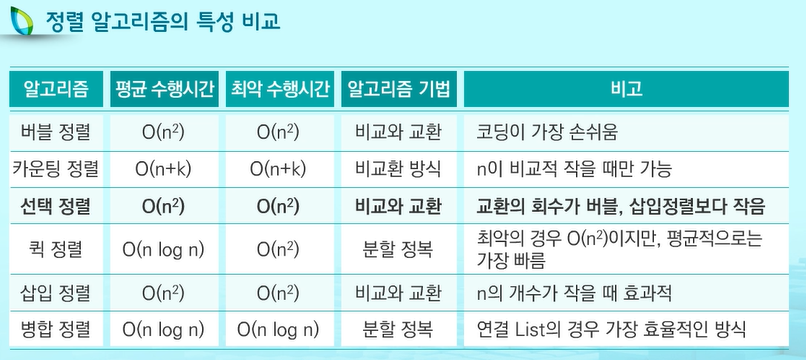 정렬 알고리즘의 특성 비교
알고리즘 평균 수행시간 최악 수행시간 알고리즘 기법 비고
버블 정렬 O(n²) O(n²) 비교와 교환 코딩이 가장 손쉬움
카운팅 정렬 O(n+k) O(n+k) 비교환 방식 n이 비교적 작을 때만 가능
선택 정렬 O(n²) O(n²) 비교와 교환 교환의 회수가 버블, 삽입정렬보다 작음
퀵 정렬 O(n log n) O(n²) 분할 정복 최악의 경우 O(n²)이지만, 평균적으로는
가장 빠름
삽입 정렬 O(n²) O(n²) 비교와 교환 n의 개수가 작을 때 효과적
병합 정렬 O(n log n) O(n log n) 분할 정복 연결 List의 경우 가장 효율적인 방식